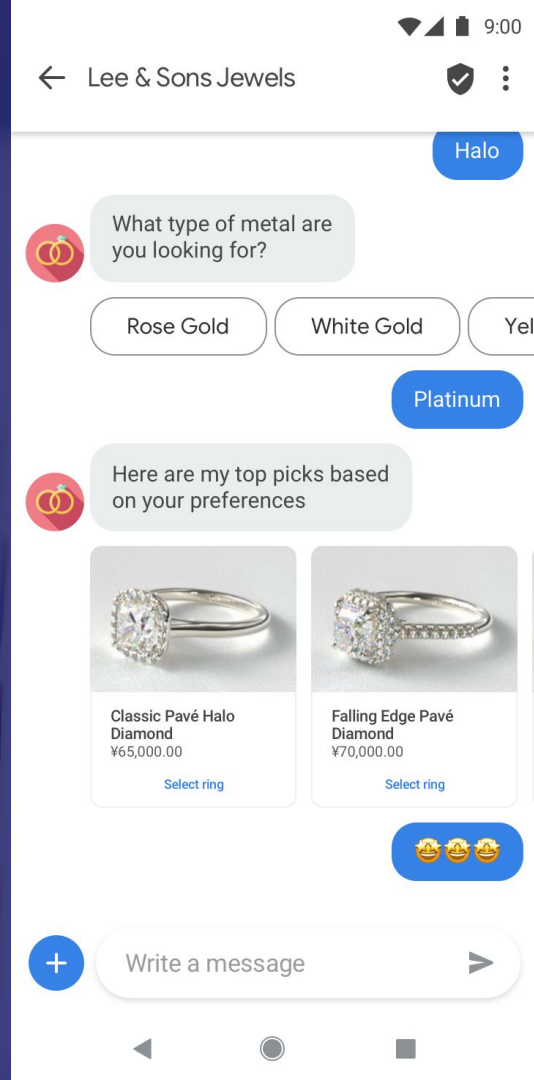 9:00
Lee & Sons Jewels
Halo
What type of metal are
you looking for?
Rose Gold
White Gold
Yel
Platinum
Here are my top picks based
on your preferences
Classic Pavé Halo
Diamond
¥65,000.00
Select ring
Falling Edge Pavé
Diamond
¥70,000.00
Select ring
🤩🤩🤩
Write a message